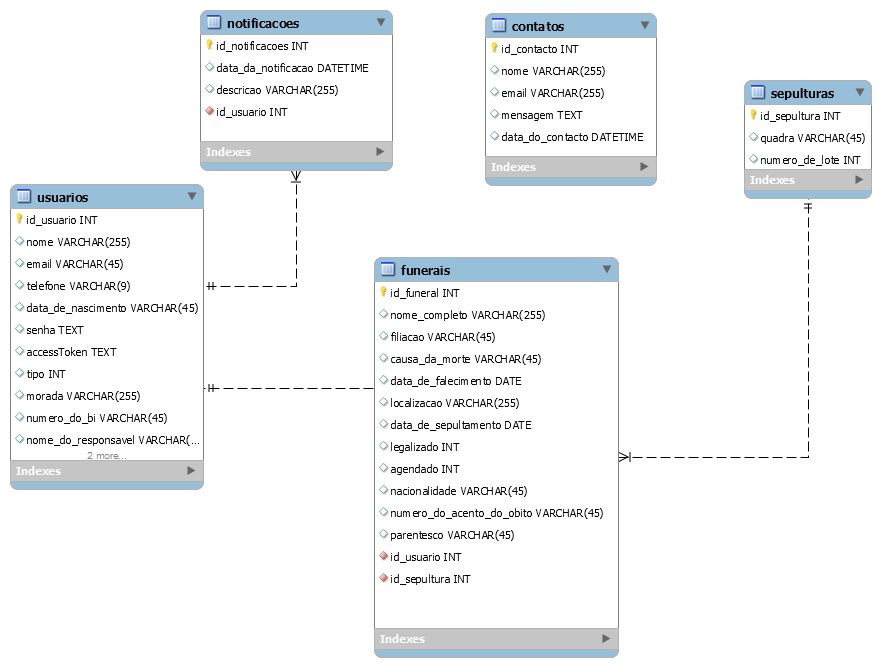 notificacoes
id_notificacoes INT
data_da_notificacao DATETIME
descricao VARCHAR(255)
id_usuario INT
Indexes
contatos
id_contacto INT
nome VARCHAR(255)
email VARCHAR(255)
mensagem TEXT
data_do_contacto DATETIME
Indexes
sepulturas
id_sepultura INT
quadra VARCHAR(45)
numero_de_lote INT
Indexes
usuarios
id_usuario INT
nome VARCHAR(255)
email VARCHAR(45)
telefone VARCHAR(9)
data_de_nascimento VARCHAR(45)
senha TEXT
accessToken TEXT
tipo INT
morada VARCHAR(255)
numero_do_bi VARCHAR(45)
nome_do_responsavel VARCHAR(...
2 more...
Indexes
funerais
id_funeral INT
nome_completo VARCHAR(255)
filiacao VARCHAR(45)
causa_da_morte VARCHAR(45)
data_de_falecimento DATE
localizacao VARCHAR(255)
data_de_sepultamento DATE
legalizado INT
agendado INT
nacionalidade VARCHAR(45)
numero_do_acento_do_obito VARCHAR(45)
parentesco VARCHAR(45)
id_usuario INT
id_sepultura INT
Indexes